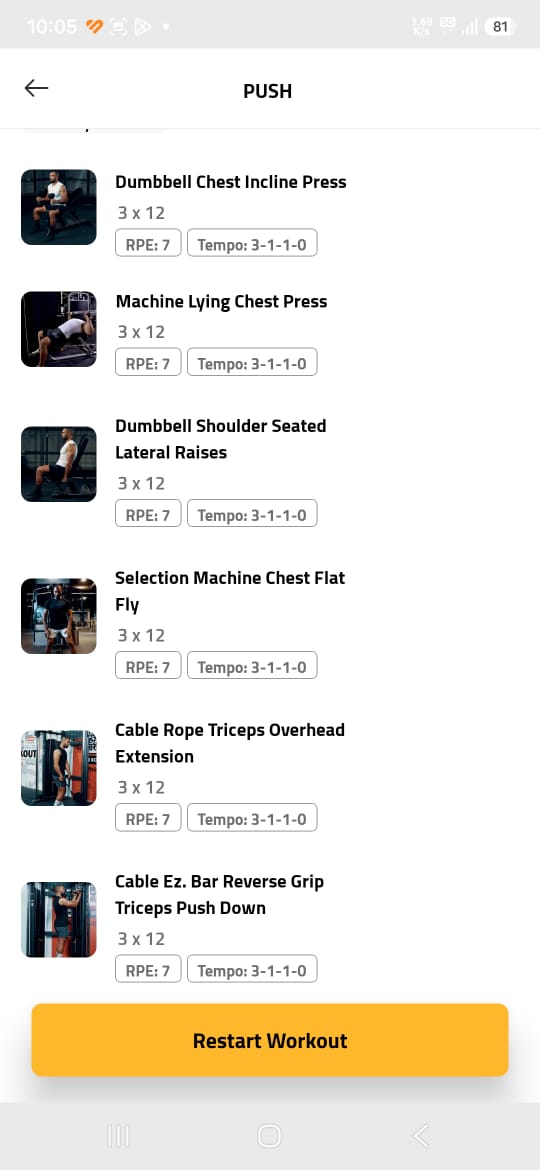 10:05
1.68
K/s
81
PUSH
Dumbbell Chest Incline Press
3 x 12
RPE: 7 Tempo: 3-1-1-0
Machine Lying Chest Press
3 x 12
RPE: 7 Tempo: 3-1-1-0
Dumbbell Shoulder Seated
Lateral Raises
3 x 12
RPE: 7 Tempo: 3-1-1-0
Selection Machine Chest Flat
Fly
3 x 12
RPE: 7 Tempo: 3-1-1-0
Cable Rope Triceps Overhead
Extension
3 x 12
RPE: 7 Tempo: 3-1-1-0
Cable Ez. Bar Reverse Grip
Triceps Push Down
3 x 12
RPE: 7 Tempo: 3-1-1-0
Restart Workout